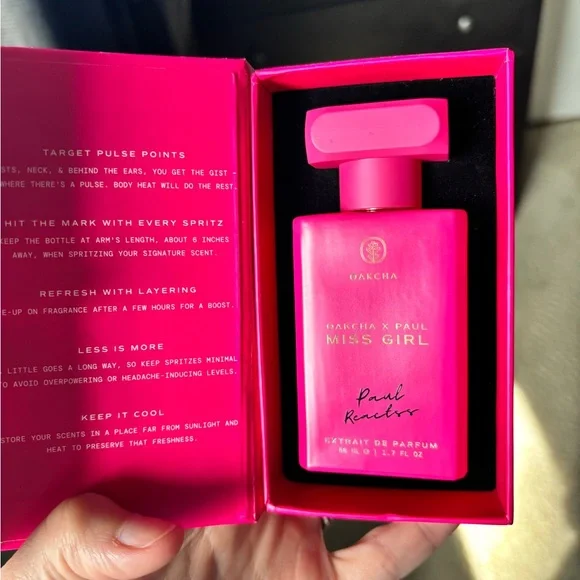 TARGET PULSE POINTS
STS, NECK, & BEHIND THE EARS, YOU GET THE GIST -
WHERE THERE'S A PULSE. BODY HEAT WILL DO THE REST.
HIT THE MARK WITH EVERY SPRITZ
KEEP THE BOTTLE AT ARM'S LENGTH, ABOUT 6 INCHES
AWAY, WHEN SPRITZING YOUR SIGNATURE SCENT.
REFRESH WITH LAYERING
E-UP ON FRAGRANCE AFTER A FEW HOURS FOR A BOOST.
LESS IS MORE
LITTLE GOES A LONG WAY, SO KEEP SPRITZES MINIMAL
TO AVOID OVERPOWERING OR HEADACHE-INDUCING LEVELS.
KEEP IT COOL
STORE YOUR SCENTS IN A PLACE FAR FROM SUNLIGHT AND
HEAT TO PRESERVE THAT FRESHNESS.
DAKCHA
DAKCHA X PAUL
MISS GIRL
Paul
Reactss
EXTRAIT DE PARFUM
FL OZ